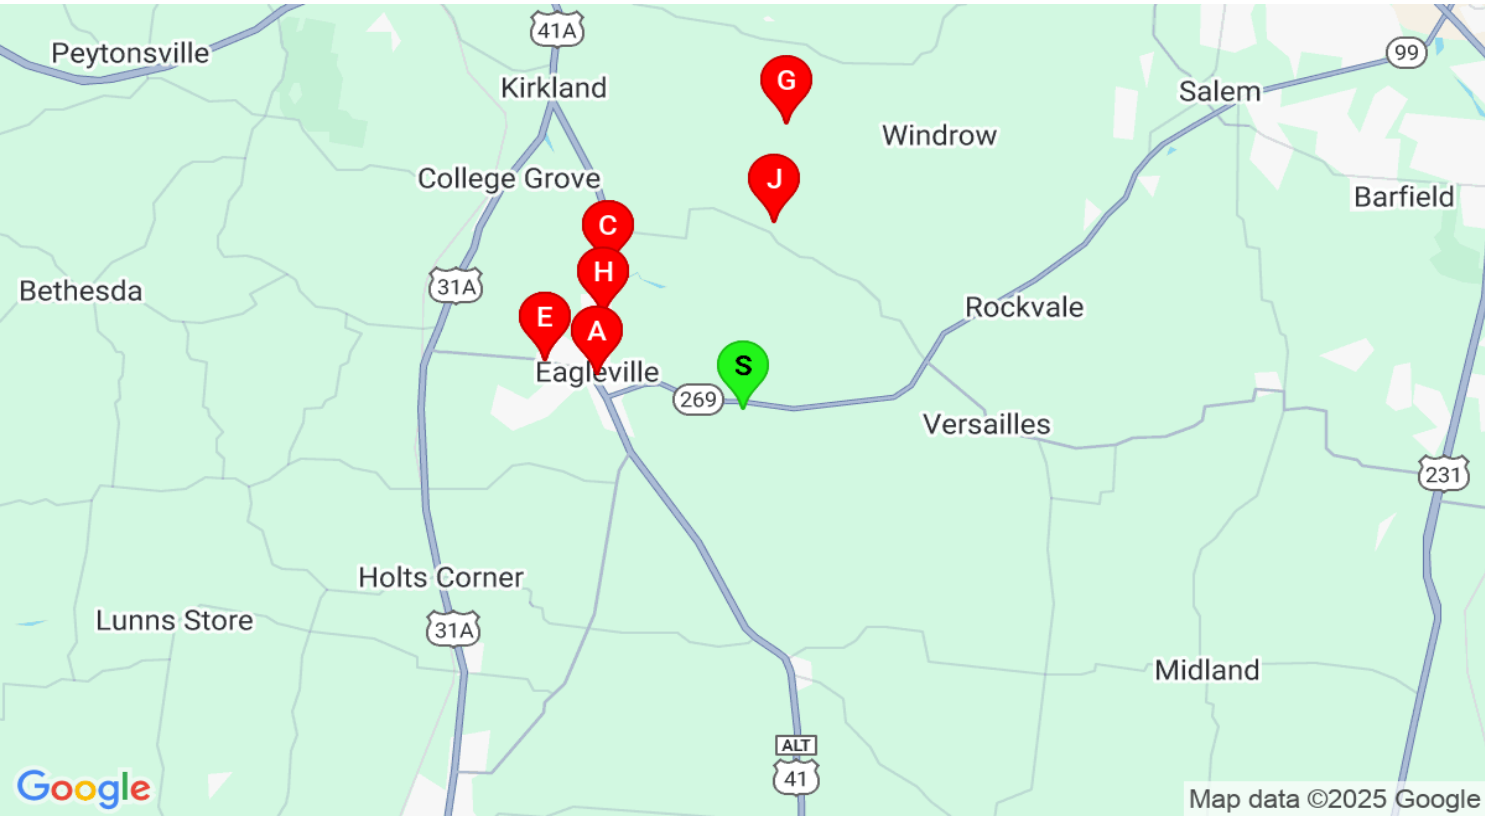 41A
Peytonsville
99
Kirkland
G
Salem
Windrow
College Grove
J
Barfield
C
H
31A
Bethesda
Rockvale
E
A
S
Eagleville
269
Versailles
231
Holts Corner
Lunns Store
31A
Midland
ALT
41
Google
Map data ©2025 Google